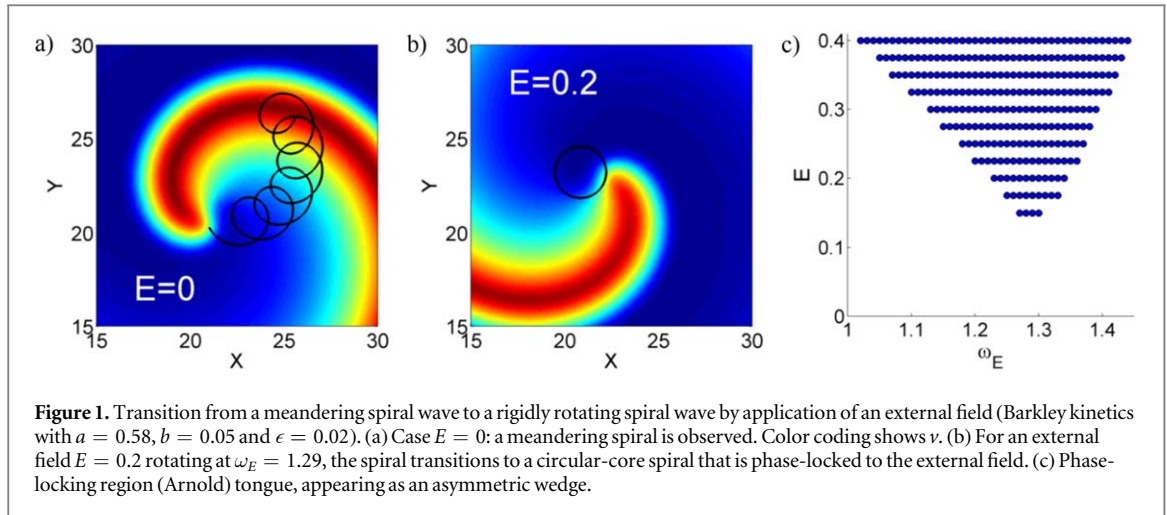 a)
30
25
20
15
Y
15
20
25
30
X
E=0
b)
30
25
20
15
Y
20
25
30
X
E=0.2
c)
0.4
0.3
0.2
0.1
0
E
1
1.1
1.2
1.3
1.4
ω_E
Figure 1. Transition from a meandering spiral wave to a rigidly rotating spiral wave by application of an external field (Barkley kinetics
with a = 0.58, b = 0.05 and ϵ = 0.02). (a) Case E = 0: a meandering spiral is observed. Color coding shows v. (b) For an external
field E = 0.2 rotating at ω_E = 1.29, the spiral transitions to a circular-core spiral that is phase-locked to the external field. (c) Phase-
locking region (Arnold) tongue, appearing as an asymmetric wedge.